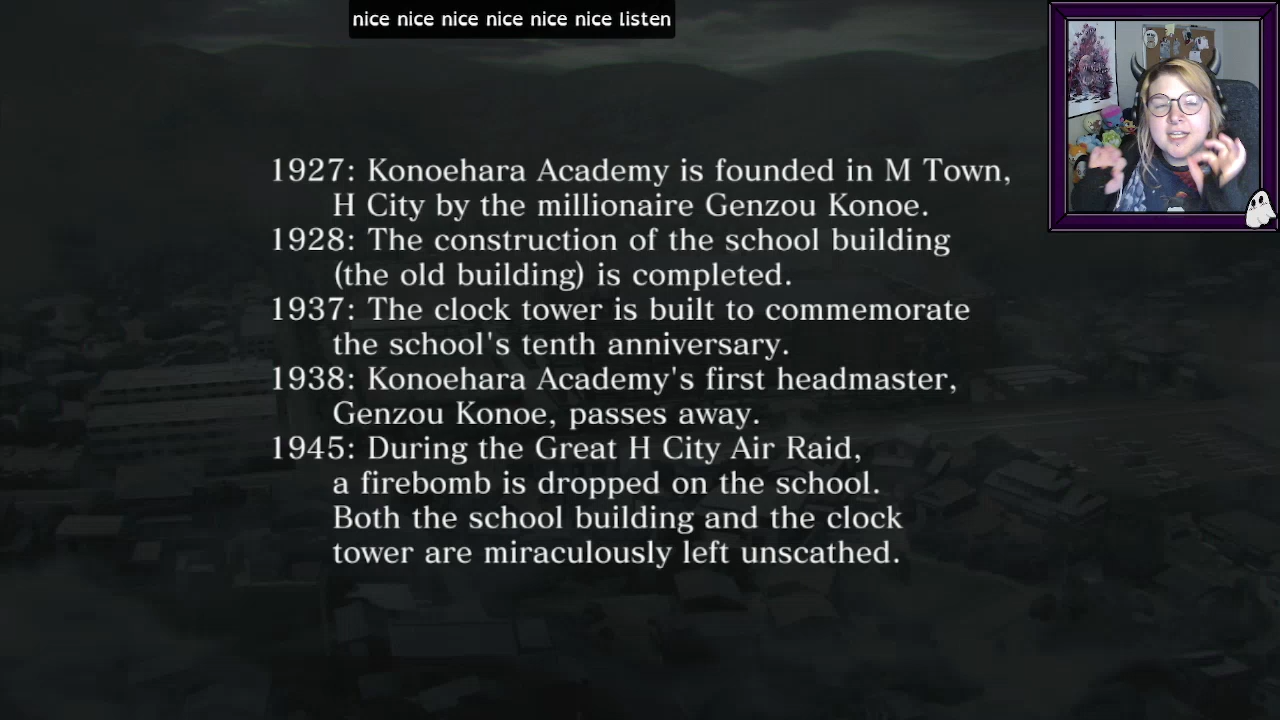 nice nice nice nice nice nice listen
1927: Konoehara Academy is founded in M Town,
H City by the millionaire Genzou Konoe.
1928: The construction of the school building
(the old building) is completed.
1937: The clock tower is built to commemorate
the school's tenth anniversary.
1938: Konoehara Academy's first headmaster,
Genzou Konoe, passes away.
1945: During the Great H City Air Raid,
a firebomb is dropped on the school.
Both the school building and the clock
tower are miraculously left unscathed.